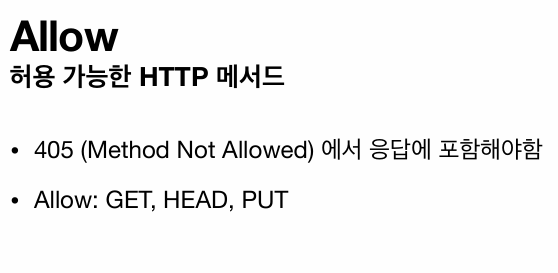 Allow
허용 가능한 HTTP 메서드
• 405 (Method Not Allowed) 에서 응답에 포함해야함
• Allow: GET, HEAD, PUT